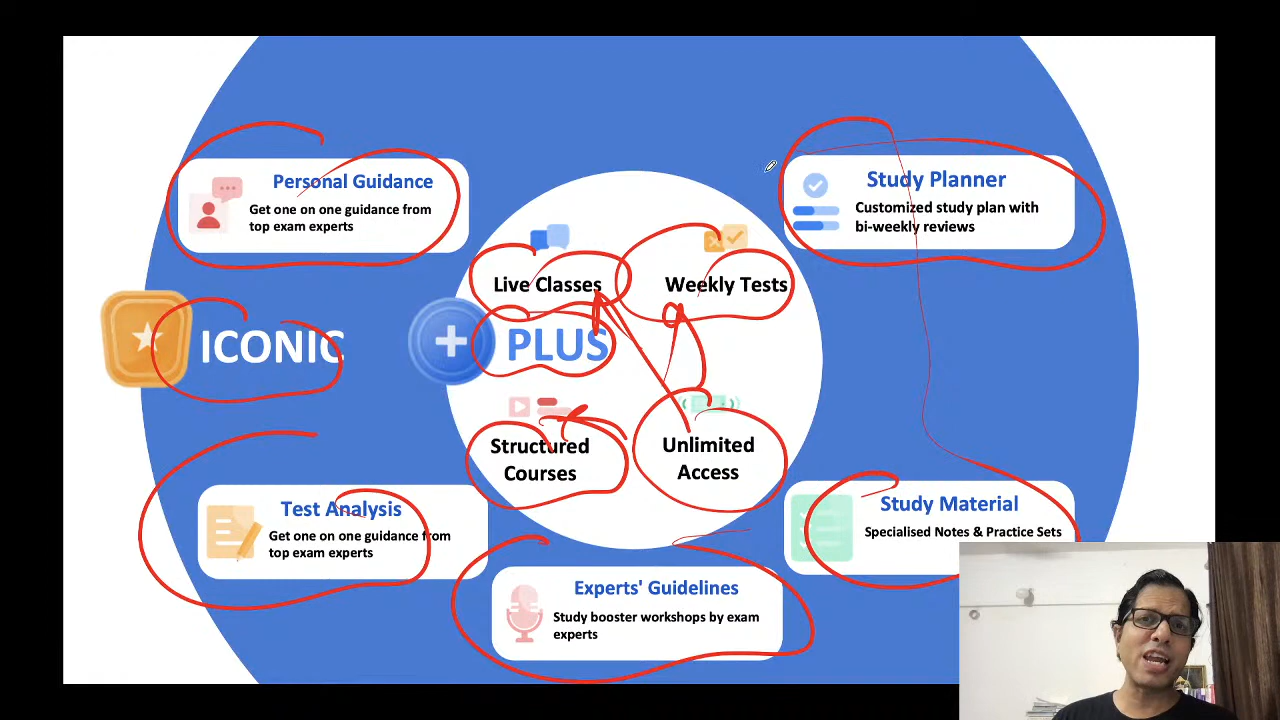 Personal Guidance
Get one on one guidance from
top exam experts
Study Planner
Customized study plan with
bi-weekly reviews
Live Classes
Weekly Tests
ICONIC
PLUS
Structured
Courses
Unlimited
Access
Test Analysis
Get one on one guidance from
top exam experts
Study Material
Specialised Notes & Practice Sets
Experts' Guidelines
Study booster workshops by exam
experts